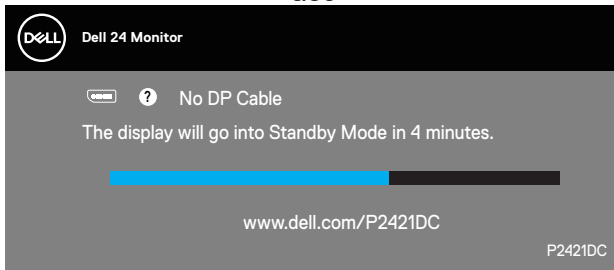 DELL
Dell 24 Monitor
? No DP Cable
The display will go into Standby Mode in 4 minutes.
www.dell.com/P2421DC
P2421DC